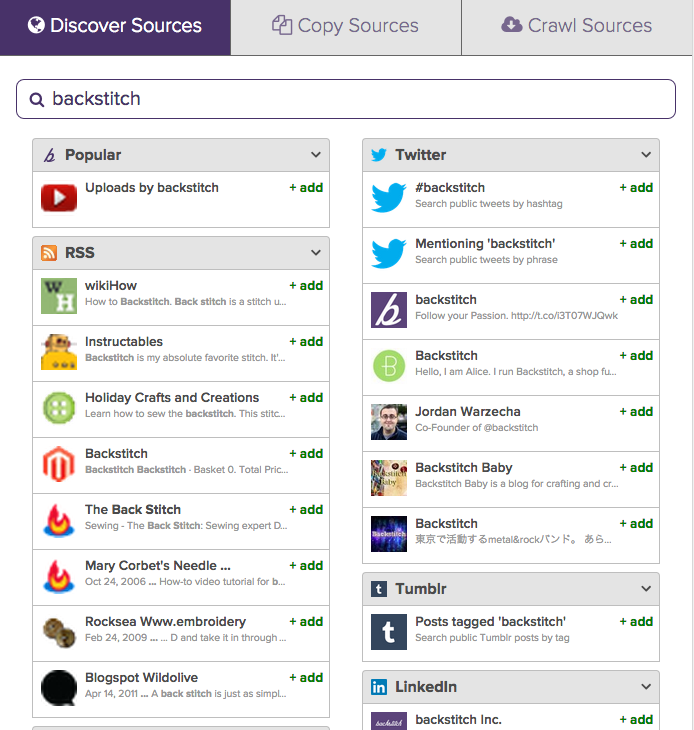 Discover Sources
Copy Sources
Crawl Sources
backstitch
Popular
Uploads by backstitch
+ add
RSS
wikiHow
+ add
How to Backstitch. Back stitch is a stitch u...
Instructables
+ add
Backstitch is my absolute favorite stitch. It'...
Holiday Crafts and Creations
+ add
Learn how to sew the backstitch. This stitc...
Backstitch
+ add
Backstitch Backstitch · Basket 0. Total Pric...
The Back Stitch
+ add
Sewing - The Back Stitch: Sewing expert D...
Mary Corbet's Needle ...
+ add
Oct 24, 2006 ... How-to video tutorial for b...
Rocksea Www.embroidery
+ add
Feb 24, 2009 ... ... D and take it in through ...
Blogspot Wildolive
+ add
Apr 14, 2011 ... A back stitch is just as simpl...
Twitter
#backstitch
+ add
Search public tweets by hashtag
Mentioning 'backstitch'
+ add
Search public tweets by phrase
backstitch
+ add
Follow your Passion. http://t.co/i3T07WJQwk
Backstitch
+ add
Hello, I am Alice. I run Backstitch, a shop fu...
Jordan Warzecha
+ add
Co-Founder of @backstitch
Backstitch Baby
+ add
Backstitch Baby is a blog for crafting and cr...
Backstitch
+ add
東京で活動するmetal&rockバンド。 あら...
Tumblr
Posts tagged 'backstitch'
+ add
Search public Tumblr posts by tag
LinkedIn
backstitch Inc.
+ add